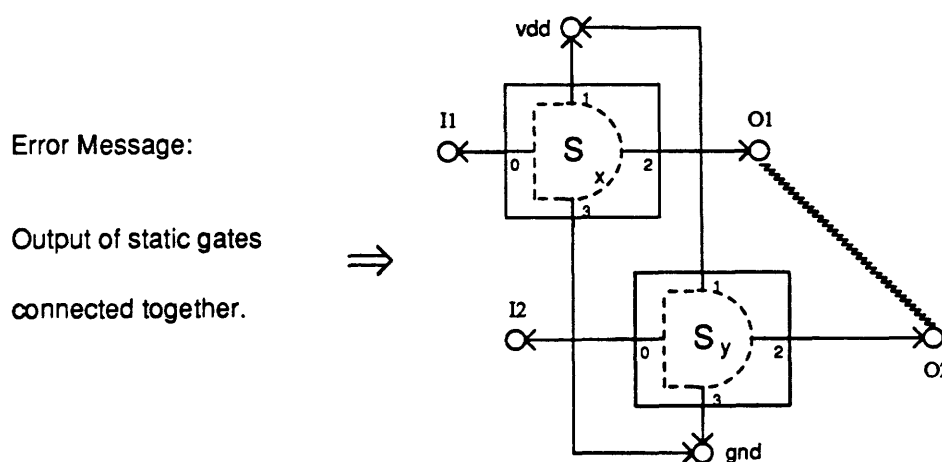 vdd
I1
O1
Error Message:
Output of static gates
connected together.
⇒
1
0
S x
2
3
I2
1
0
S y
2
3
O2
gnd